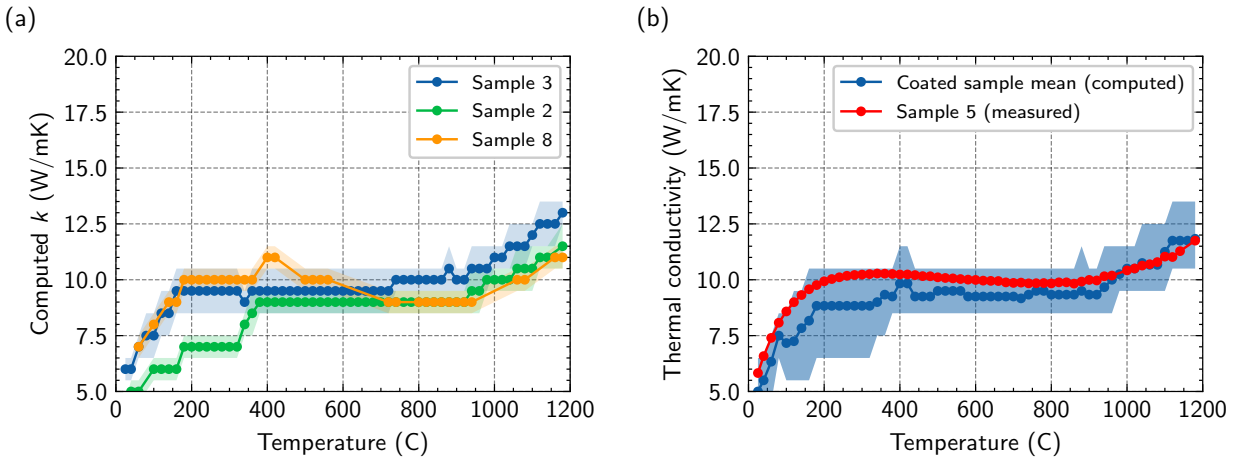 (a)
Computed k (W/mK)
20.0
17.5
15.0
12.5
10.0
7.5
5.0
0 200 400 600 800 1000 1200
Temperature (C)
Sample 3
Sample 2
Sample 8
(b)
Thermal conductivity (W/mK)
20.0
17.5
15.0
12.5
10.0
7.5
5.0
0 200 400 600 800 1000 1200
Temperature (C)
Coated sample mean (computed)
Sample 5 (measured)